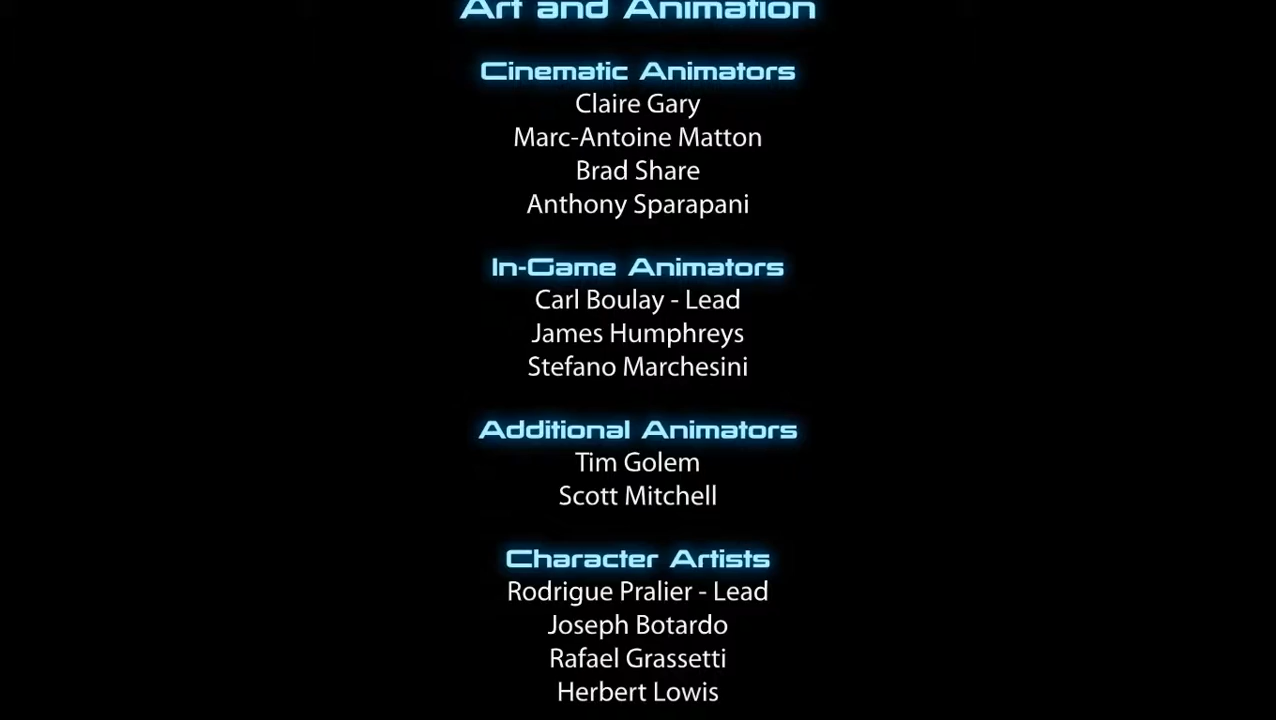 Art and Animation
Cinematic Animators
Claire Gary
Marc-Antoine Matton
Brad Share
Anthony Sparapani
In-Game Animators
Carl Boulay - Lead
James Humphreys
Stefano Marchesini
Additional Animators
Tim Golem
Scott Mitchell
Character Artists
Rodrigue Pralier - Lead
Joseph Botardo
Rafael Grassetti
Herbert Lowis